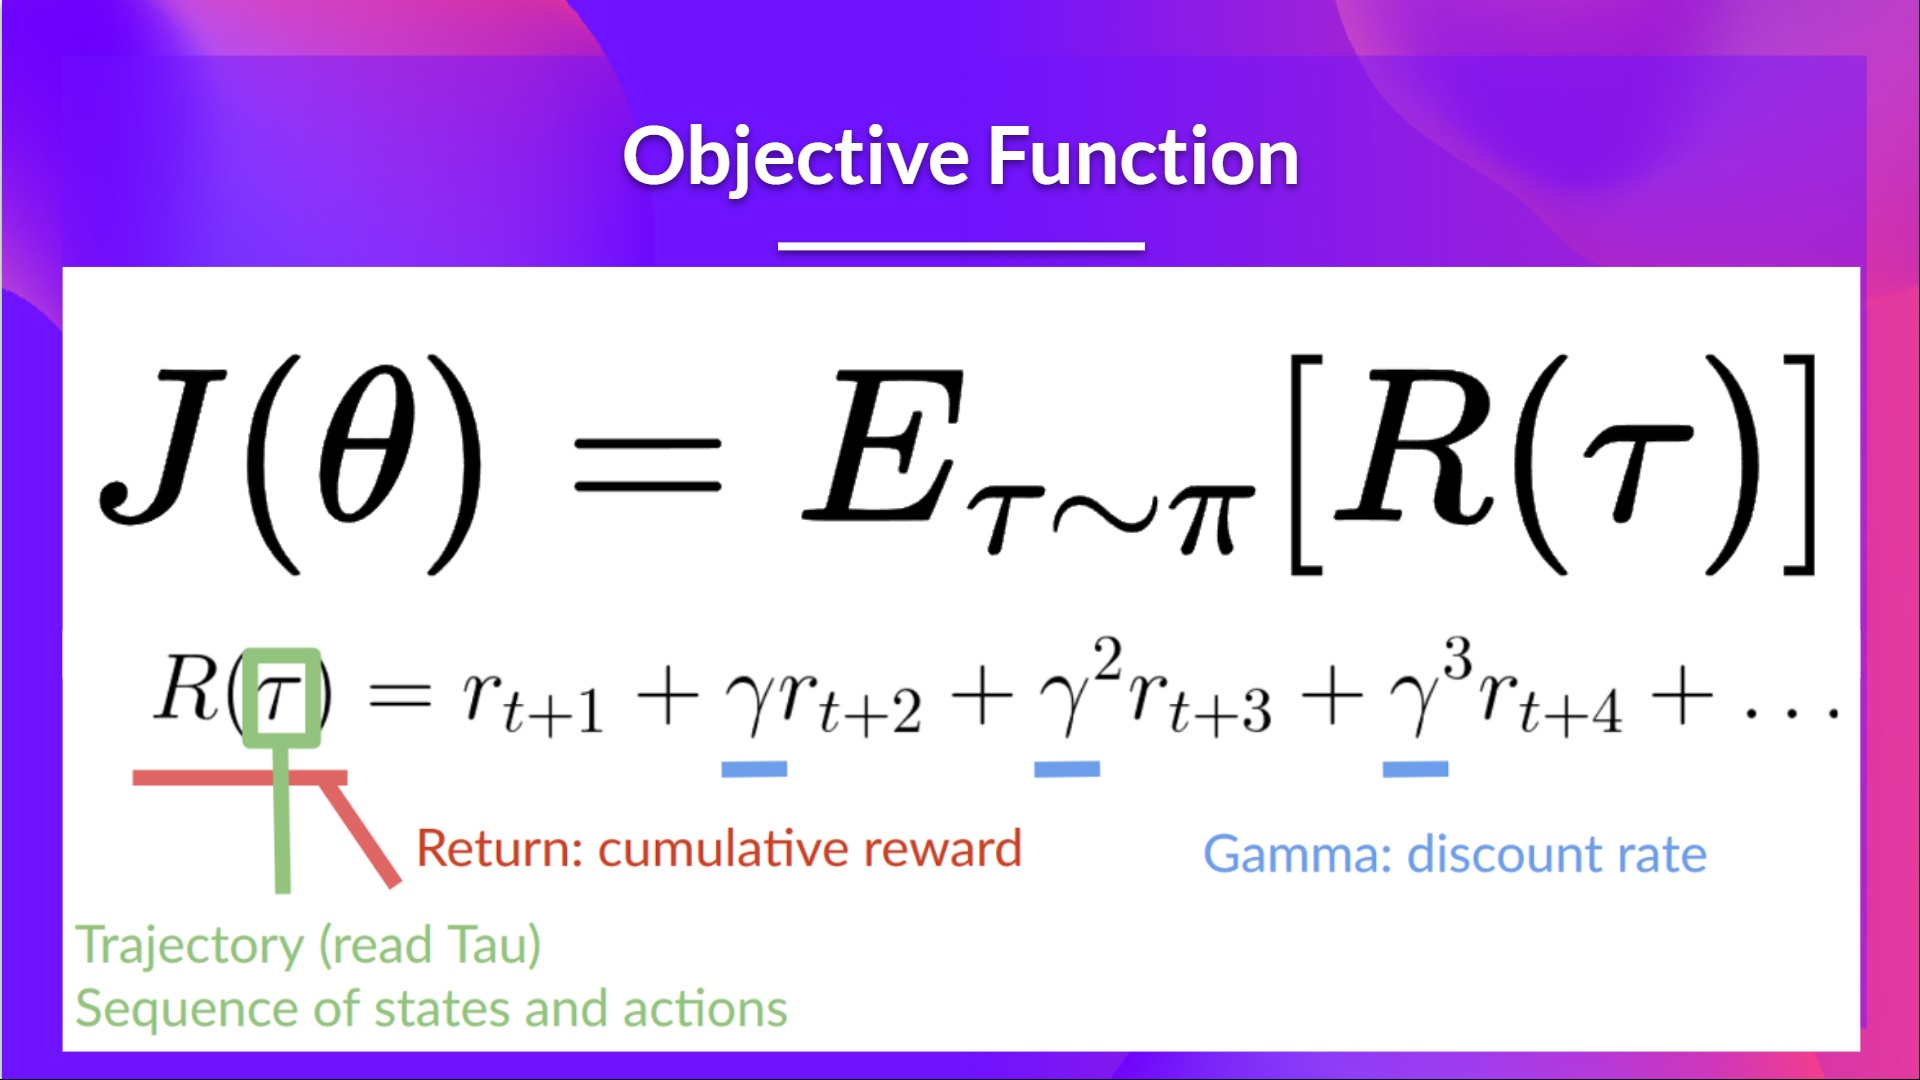 Objective Function
J(θ) = E_{τ∼π}[R(τ)]
R(τ) = r_{t+1} + γr_{t+2} + γ^2r_{t+3} + γ^3r_{t+4} + ...
Return: cumulative reward
Gamma: discount rate
Trajectory (read Tau)
Sequence of states and actions